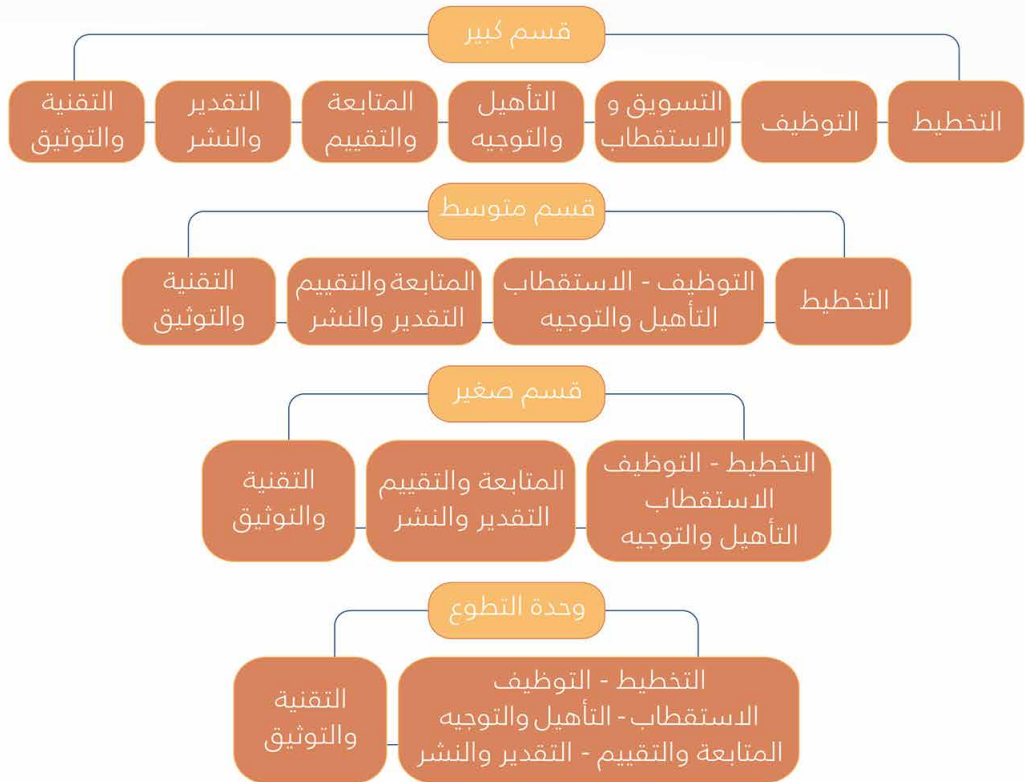 قسم كبير
التخطيط
التوظيف
التسويق و
الاستقطاب
التأهيل
والتوجيه
المتابعة
والتقييم
التقدير
والنشر
التقنية
والتوثيق
قسم متوسط
التخطيط
التوظيف - الاستقطاب
التأهيل والتوجيه
المتابعة والتقييم
التقدير والنشر
التقنية
والتوثيق
قسم صغير
التخطيط - التوظيف
الاستقطاب
التأهيل والتوجيه
المتابعة والتقييم
التقدير والنشر
التقنية
والتوثيق
وحدة التطوع
التخطيط - التوظيف
الاستقطاب - التأهيل والتوجيه
المتابعة والتقييم - التقدير والنشر
التقنية
والتوثيق